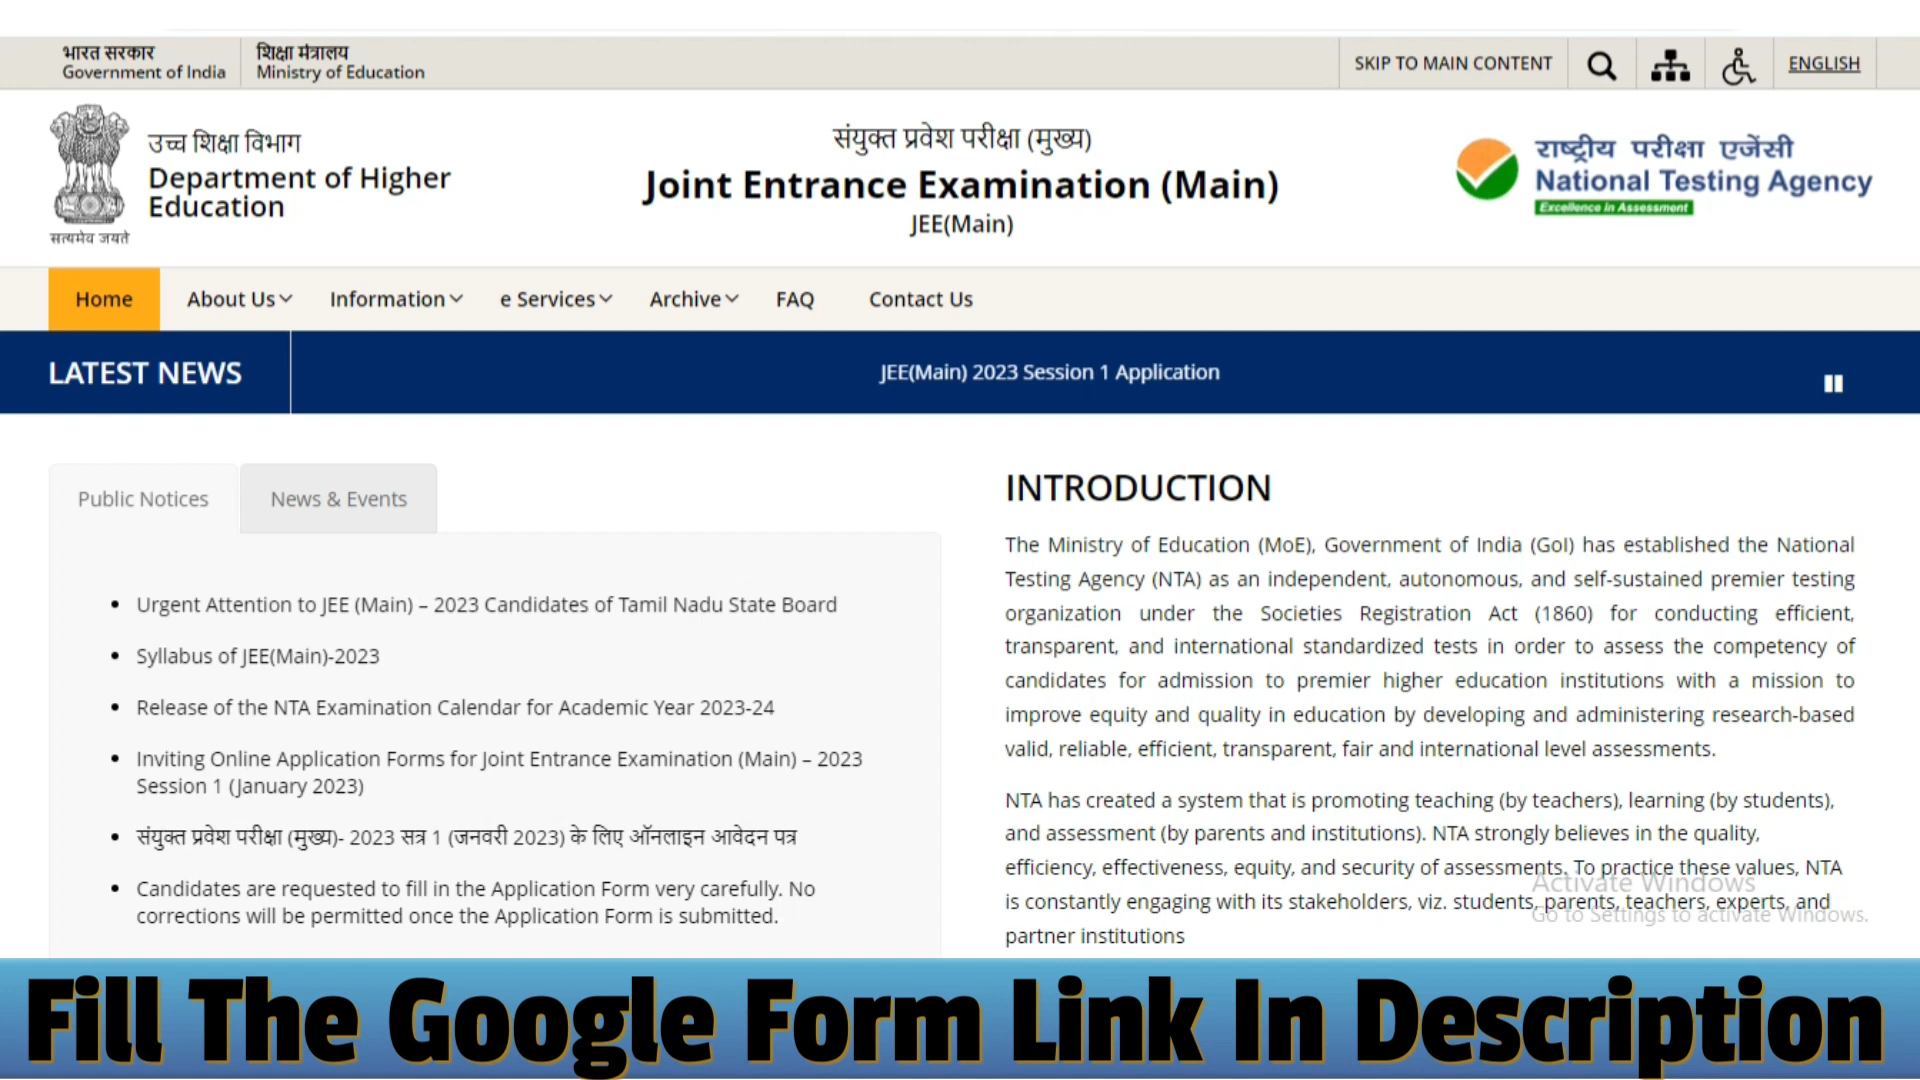 भारत सरकार
Government of India
शिक्षा मंत्रालय
Ministry of Education
SKIP TO MAIN CONTENT
ENGLISH
सत्यमेव जयते
उच्च शिक्षा विभाग
Department of Higher
Education
संयुक्त प्रवेश परीक्षा (मुख्य)
Joint Entrance Examination (Main)
JEE(Main)
राष्ट्रीय परीक्षा एजेंसी
National Testing Agency
Excellence in Assessment
Home
About Us
Information
e Services
Archive
FAQ
Contact Us
LATEST NEWS
JEE(Main) 2023 Session 1 Application
Public Notices
News & Events
Urgent Attention to JEE (Main) – 2023 Candidates of Tamil Nadu State Board
Syllabus of JEE(Main)-2023
Release of the NTA Examination Calendar for Academic Year 2023-24
Inviting Online Application Forms for Joint Entrance Examination (Main) – 2023
Session 1 (January 2023)
संयुक्त प्रवेश परीक्षा (मुख्य)- 2023 सत्र 1 (जनवरी 2023) के लिए ऑनलाइन आवेदन पत्र
Candidates are requested to fill in the Application Form very carefully. No
corrections will be permitted once the Application Form is submitted.
INTRODUCTION
The Ministry of Education (MoE), Government of India (GoI) has established the National
Testing Agency (NTA) as an independent, autonomous, and self-sustained premier testing
organization under the Societies Registration Act (1860) for conducting efficient,
transparent, and international standardized tests in order to assess the competency of
candidates for admission to premier higher education institutions with a mission to
improve equity and quality in education by developing and administering research-based
valid, reliable, efficient, transparent, fair and international level assessments.
NTA has created a system that is promoting teaching (by teachers), learning (by students),
and assessment (by parents and institutions). NTA strongly believes in the quality,
efficiency, effectiveness, equity, and security of assessments. To practice these values, NTA
is constantly engaging with its stakeholders, viz. students, parents, teachers, experts, and
partner institutions
Activate Windows
Go to Settings to activate Windows.
Fill The Google Form Link In Description